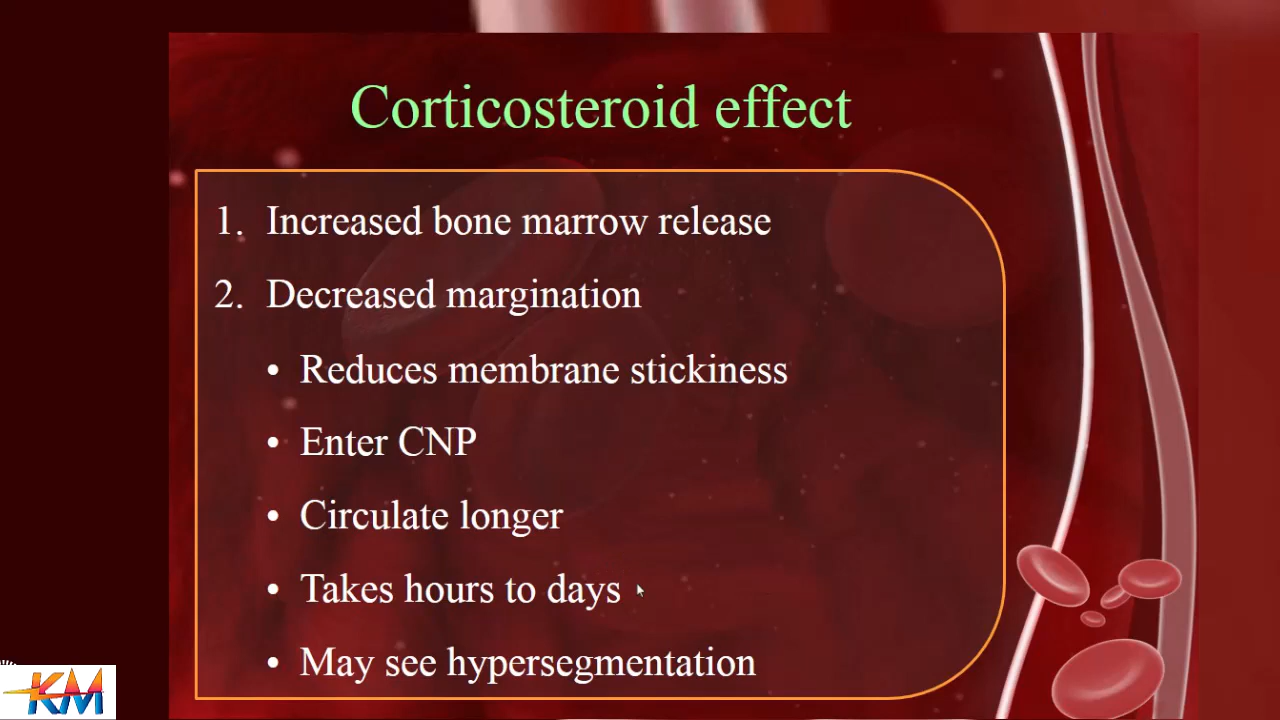 Corticosteroid effect
1. Increased bone marrow release
2. Decreased margination
• Reduces membrane stickiness
• Enter CNP
• Circulate longer
• Takes hours to days
• May see hypersegmentation
KM